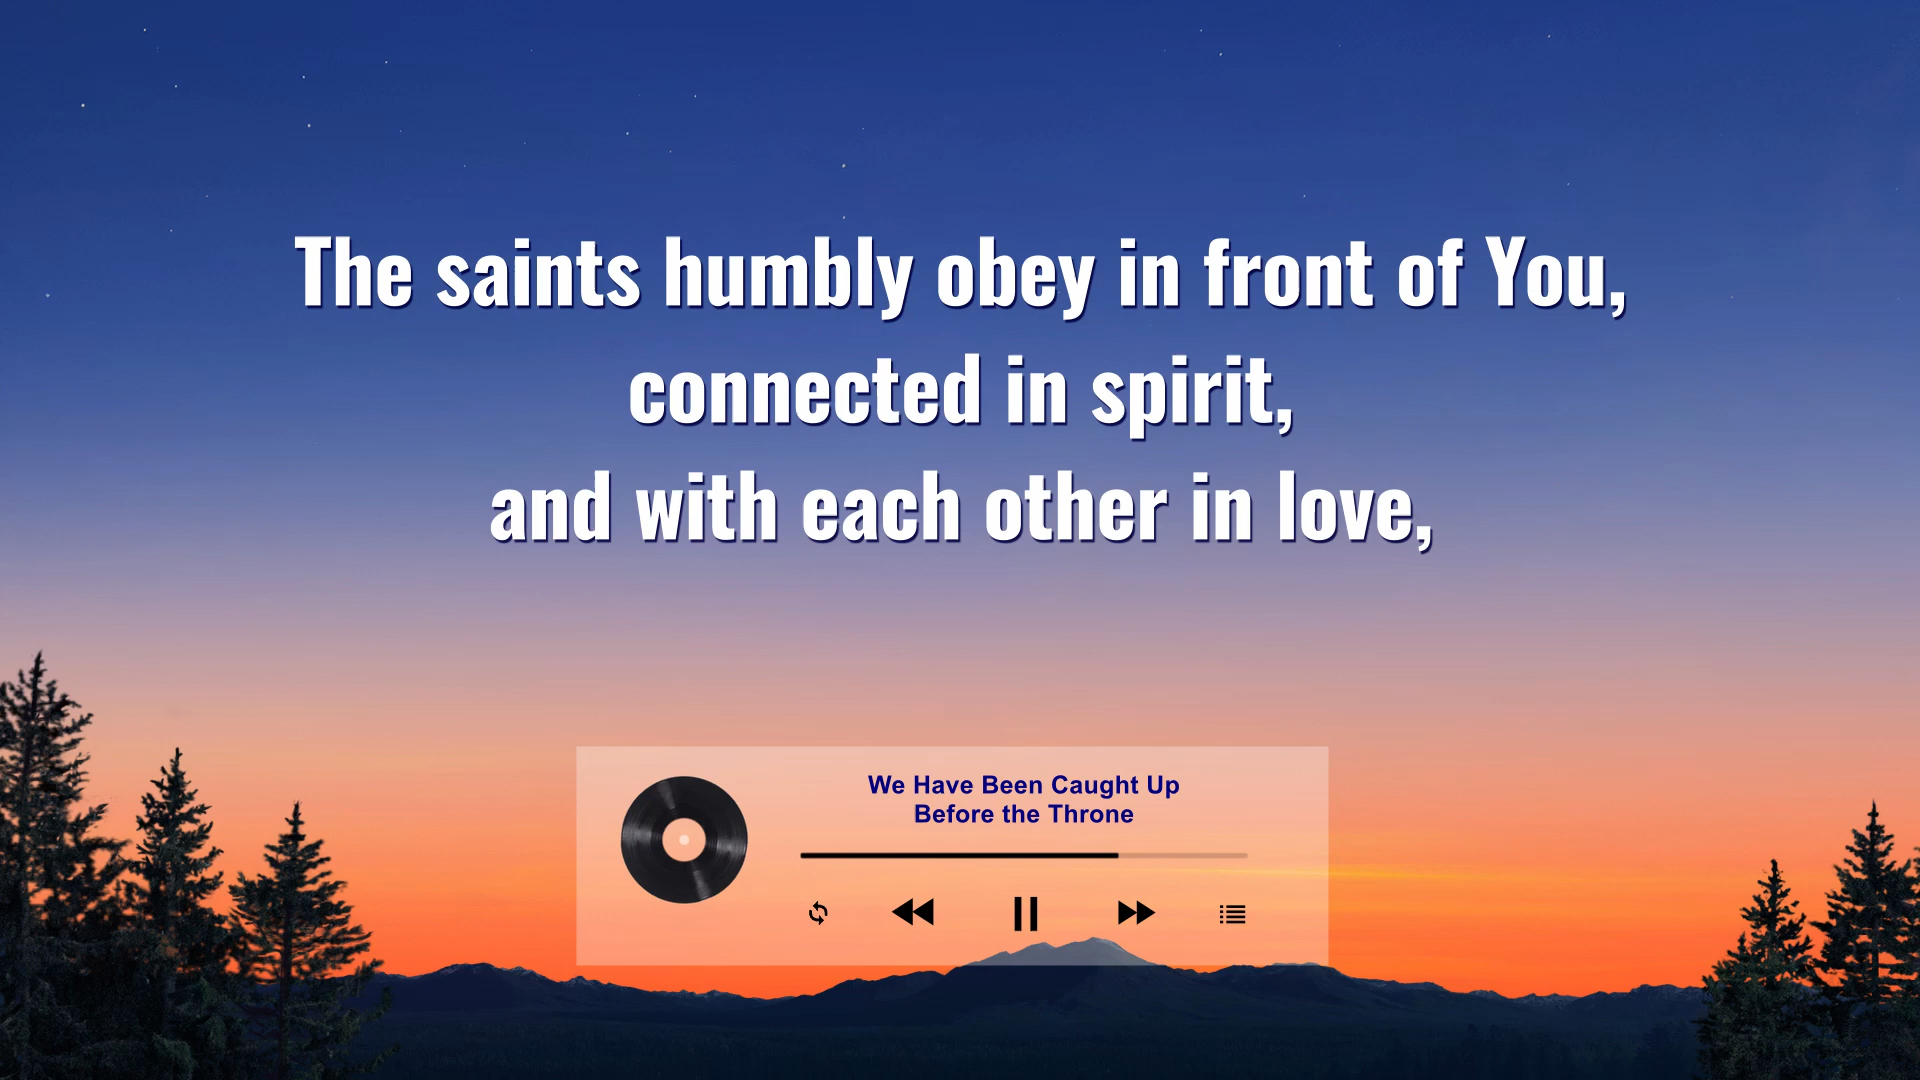 The saints humbly obey in front of You,
connected in spirit,
and with each other in love,
We Have Been Caught Up
Before the Throne